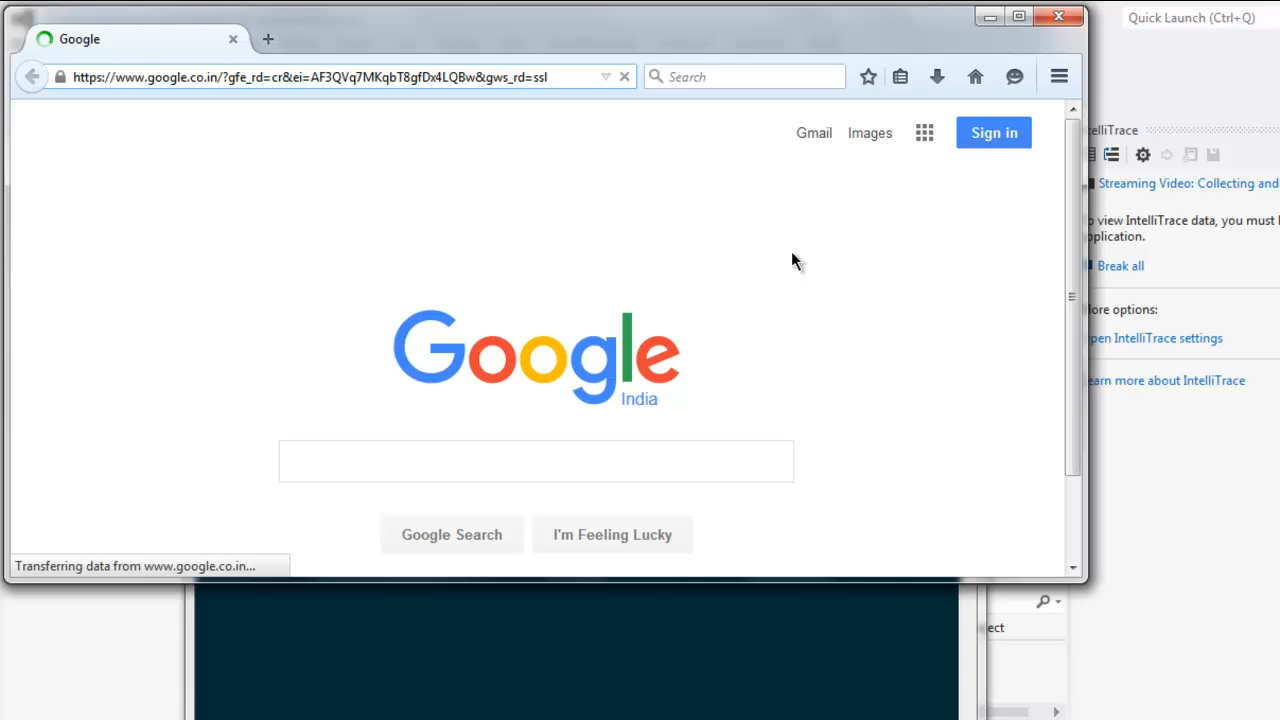 Quick Launch (Ctrl+Q)
Google
https://www.google.co.in/?gfe_rd=cr&ei=AF3QVq7MKqbT8gfDx4LQBw&gws_rd=ssl
Search
Gmail Images Sign in
Google
India
Google Search I'm Feeling Lucky
Transferring data from www.google.co.in...
elliTrace
Streaming Video: Collecting and
o view IntelliTrace data, you must
plication.
Break all
ore options:
pen IntelliTrace settings
earn more about IntelliTrace
ect